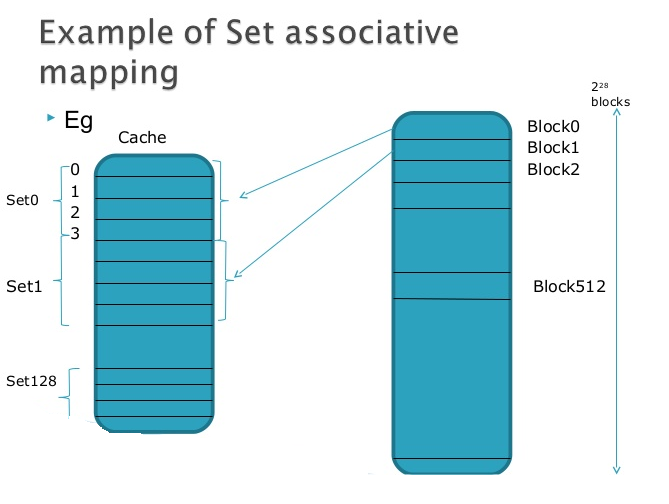 Example of Set associative
mapping
Eg
Cache
2²⁸
blocks
Block0
Block1
Block2
0
1
2
3
Set0
Set1
Block512
Set128